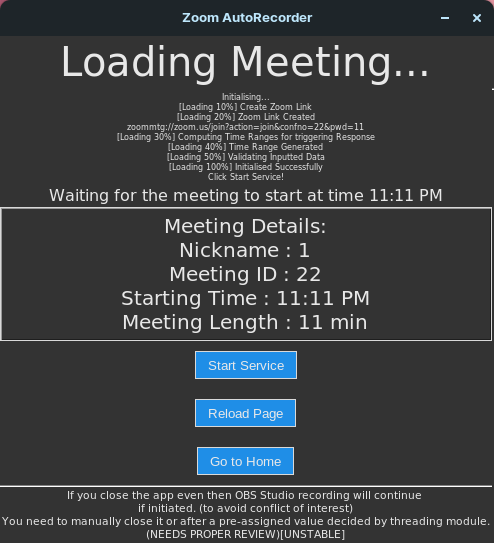 Zoom AutoRecorder
Loading Meeting...
Initialising...
[Loading 10%] Create Zoom Link
[Loading 20%] Zoom Link Created
zoommtg://zoom.us/join?action=join&confno=22&pwd=11
[Loading 30%] Computing Time Ranges for triggering Response
[Loading 40%] Time Range Generated
[Loading 50%] Validating Inputted Data
[Loading 100%] Initialised Successfully
Click Start Service!
Waiting for the meeting to start at time 11:11 PM
Meeting Details:
Nickname : 1
Meeting ID : 22
Starting Time : 11:11 PM
Meeting Length : 11 min
Start Service
Reload Page
Go to Home
If you close the app even then OBS Studio recording will continue
if initiated. (to avoid conflict of interest)
You need to manually close it or after a pre-assigned value decided by threading module.
(NEEDS PROPER REVIEW)[UNSTABLE]